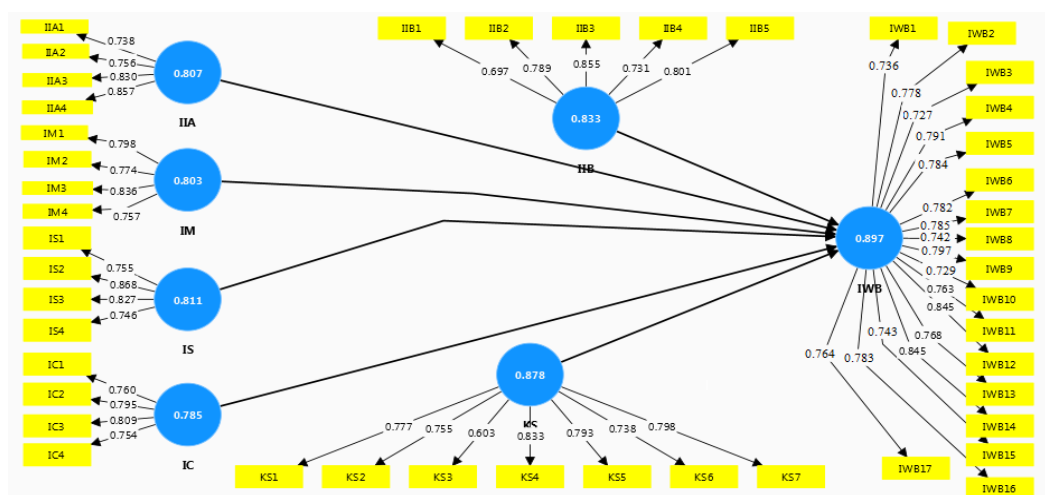 IIA1
IIA2
IIA3
IIA4
0.738
0.756
0.830
0.857
0.807
IIA
IM1
IM2
IM3
IM4
0.798
0.774
0.836
0.757
0.803
IM
IS1
IS2
IS3
IS4
0.755
0.868
0.827
0.746
0.811
IS
IC1
IC2
IC3
IC4
0.760
0.795
0.809
0.754
0.785
IC
IIB1
IIB2
IIB3
IIB4
IIB5
0.697
0.789
0.855
0.731
0.801
0.833
IIB
0.878
KS
0.777
0.755
0.603
0.833
0.793
0.738
0.798
KS1
KS2
KS3
KS4
KS5
KS6
KS7
0.897
IWB
0.736
0.778
0.727
0.791
0.784
0.782
0.785
0.742
0.797
0.729
0.763
0.845
0.768
0.845
0.743
0.783
0.764
IWB1
IWB2
IWB3
IWB4
IWB5
IWB6
IWB7
IWB8
IWB9
IWB10
IWB11
IWB12
IWB13
IWB14
IWB15
IWB16
IWB17